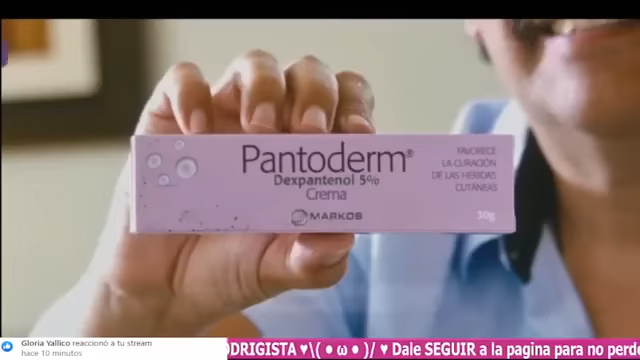 Pantoderm®
Dexpantenol 5%
Crema
MARKOS
FAVORECE
LA CURACIÓN
DE LAS HERIDAS
CUTÁNEAS
30g
Gloria Yallico reaccionó a tu stream
hace 10 minutos
DRIGISTA ♥\(●ω●)/ ♥ Dale SEGUIR a la pagina para no perde